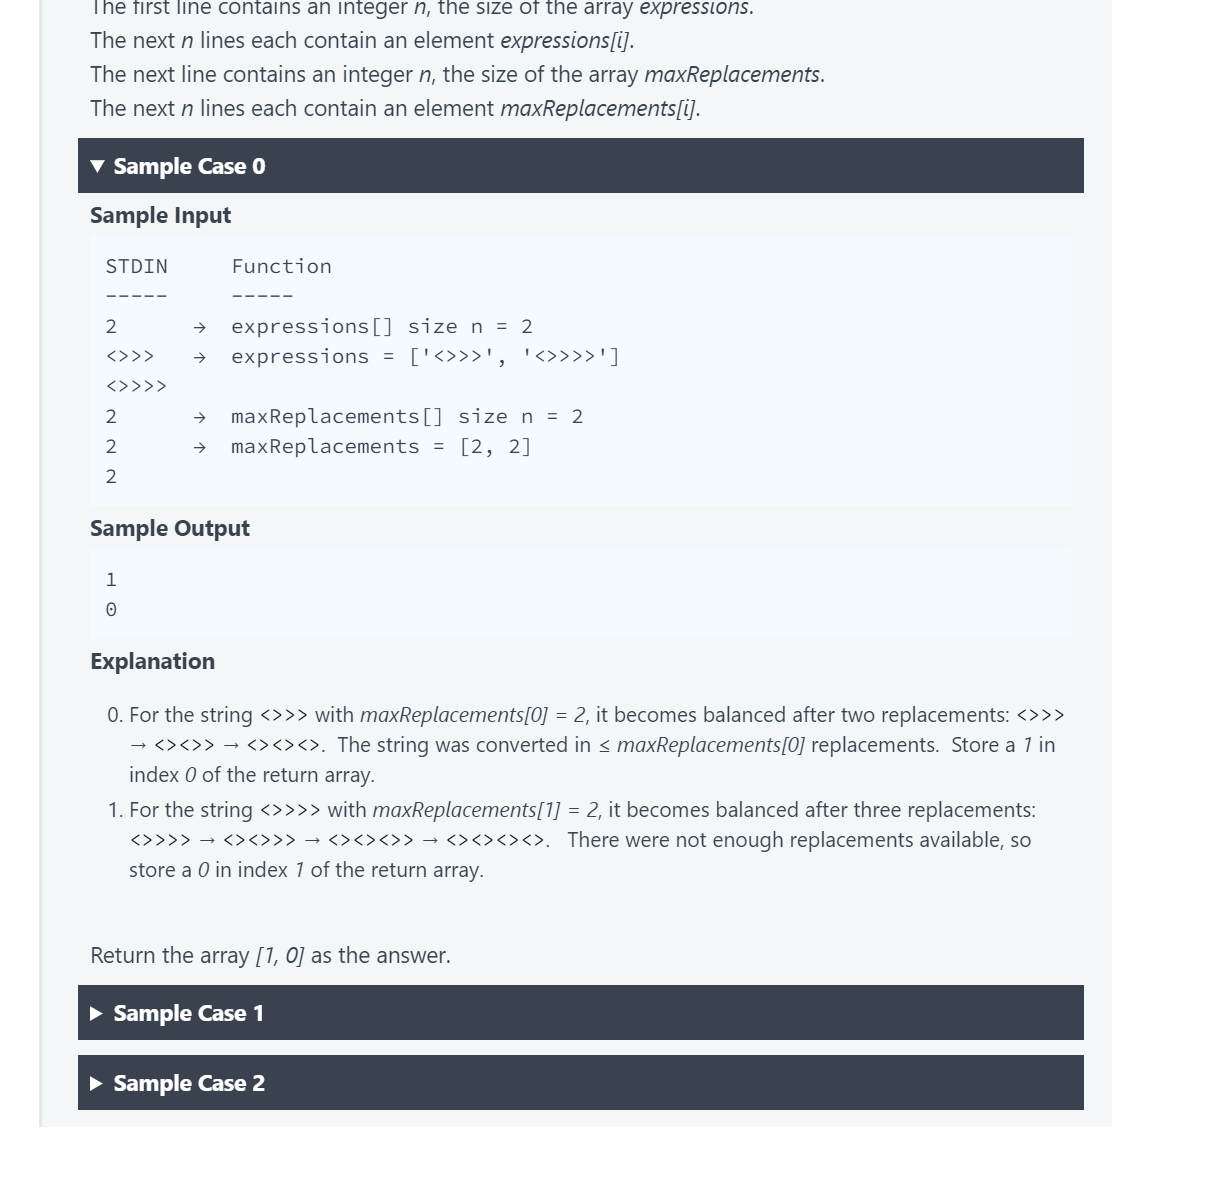 The first line contains an integer n, the size of the array expressions.
The next n lines each contain an element expressions[i].
The next line contains an integer n, the size of the array maxReplacements.
The next n lines each contain an element maxReplacements[i].
▼ Sample Case 0
Sample Input
STDIN     Function
-----     -----
2      →  expressions[] size n = 2
<>>>   →  expressions = ['<>>>', '<>>>>']
<>>>>
2      →  maxReplacements[] size n = 2
2      →  maxReplacements = [2, 2]
2
Sample Output
1
0
Explanation
0. For the string <>>> with maxReplacements[0] = 2, it becomes balanced after two replacements: <>>>
→ <><>> → <><><>. The string was converted in ≤ maxReplacements[0] replacements. Store a 1 in
index 0 of the return array.
1. For the string <>>>> with maxReplacements[1] = 2, it becomes balanced after three replacements:
<>>>> → <><>>> → <><><>> → <><><><>. There were not enough replacements available, so
store a 0 in index 1 of the return array.
Return the array [1, 0] as the answer.
▶ Sample Case 1
▶ Sample Case 2